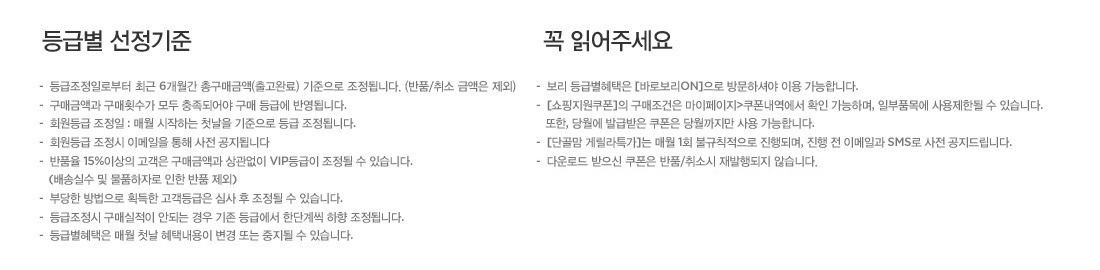 등급별 선정기준
- 등급조정일로부터 최근 6개월간 총구매금액(출고완료) 기준으로 조정됩니다. (반품/취소 금액은 제외)
- 구매금액과 구매횟수가 모두 충족되어야 구매 등급에 반영됩니다.
- 회원등급 조정일 : 매월 시작하는 첫날을 기준으로 등급 조정됩니다.
- 회원등급 조정시 이메일을 통해 사전 공지됩니다
- 반품율 15%이상의 고객은 구매금액과 상관없이 VIP등급이 조정될 수 있습니다.
(배송실수 및 물품하자로 인한 반품 제외)
- 부당한 방법으로 획득한 고객등급은 심사 후 조정될 수 있습니다.
- 등급조정시 구매실적이 안되는 경우 기존 등급에서 한단계씩 하향 조정됩니다.
- 등급별혜택은 매월 첫날 혜택내용이 변경 또는 중지될 수 있습니다.
꼭 읽어주세요
- 보리 등급별혜택은 [바로보리ON]으로 방문하셔야 이용 가능합니다.
- [쇼핑지원쿠폰]의 구매조건은 마이페이지>쿠폰내역에서 확인 가능하며, 일부품목에 사용제한될 수 있습니다.
또한, 당월에 발급받은 쿠폰은 당월까지만 사용 가능합니다.
- [단골맘 게릴라특가]는 매월 1회 불규칙적으로 진행되며, 진행 전 이메일과 SMS로 사전 공지드립니다.
- 다운로드 받으신 쿠폰은 반품/취소시 재발행되지 않습니다.